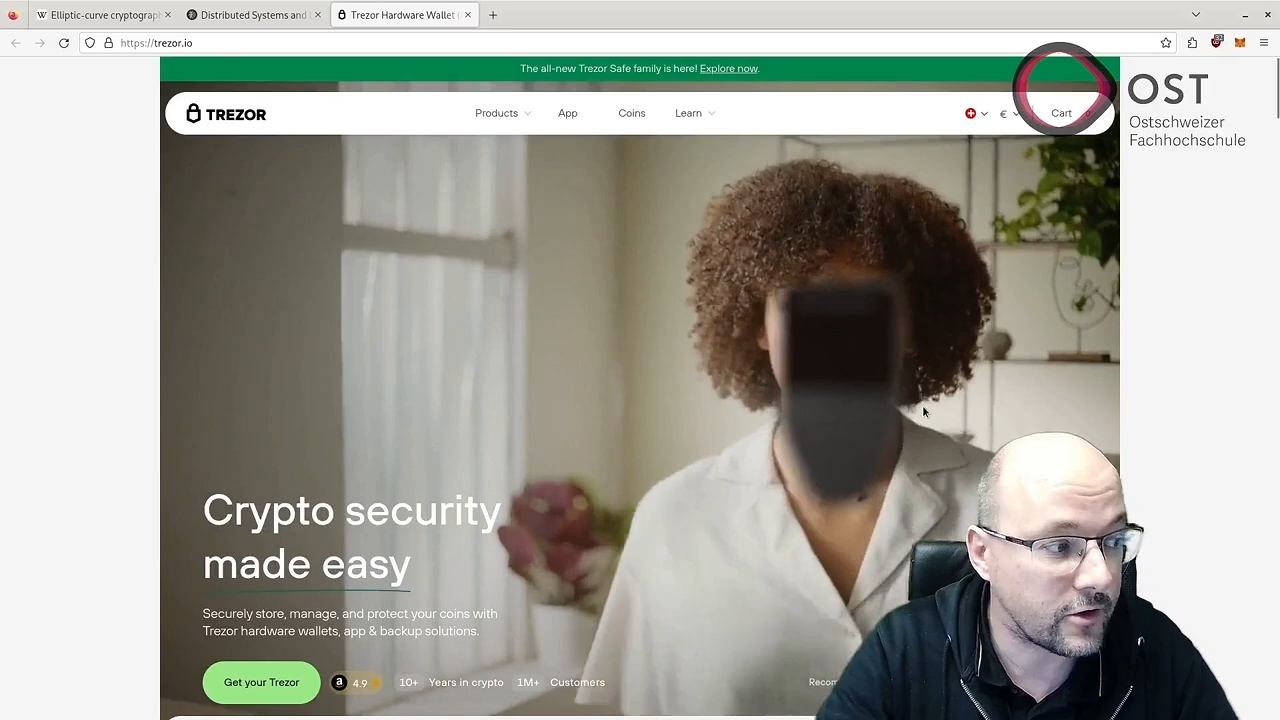 Elliptic-curve cryptograph
Distributed Systems and
Trezor Hardware Wallet (
https://trezor.io
The all-new Trezor Safe family is here! Explore now.
TREZOR
Products
App
Coins
Learn
€
Cart
OST
Ostschweizer
Fachhochschule
Crypto security
made easy
Securely store, manage, and protect your coins with
Trezor hardware wallets, app & backup solutions.
Get your Trezor
a 4.9
10+ Years in crypto
1M+ Customers
Recom